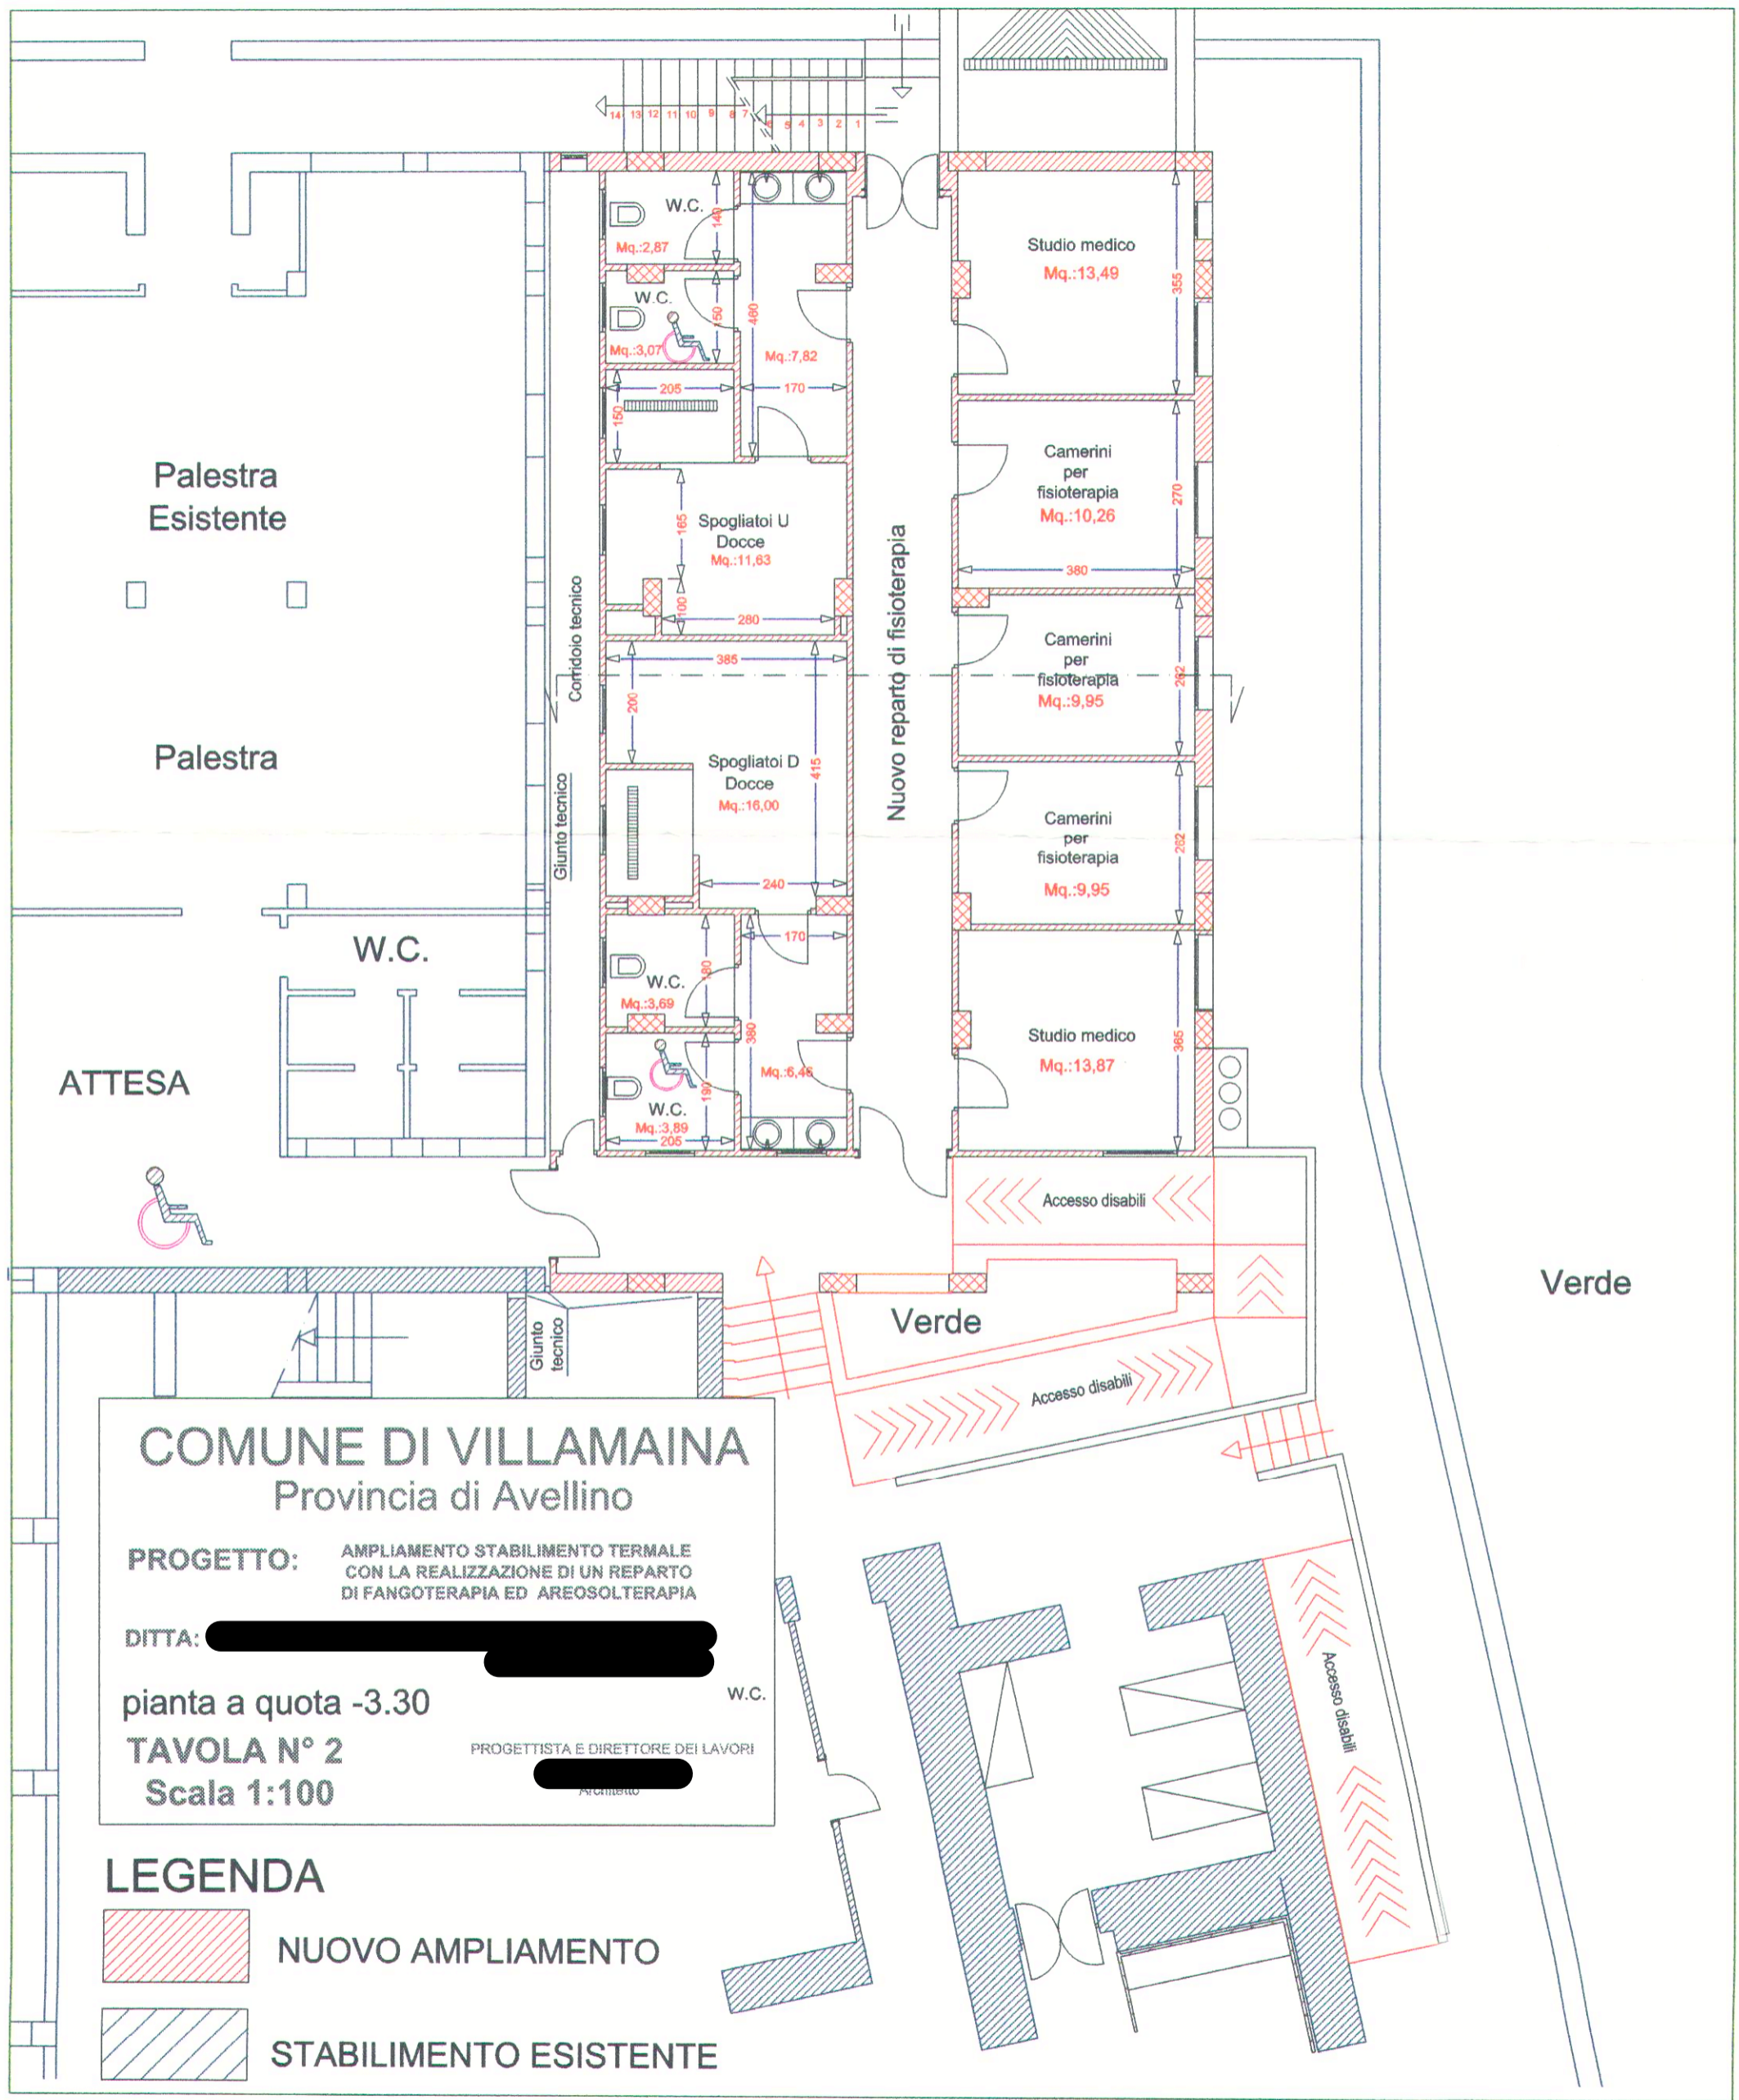 14 13 12 11 10 9 8 7 6 5 4 3 2 1
W.C.
140
Mq.:2,87
W.C.
150
Mq.:3,07
460
Mq.:7,82
205
170
150
Studio medico
Mq.:13,49
355
Camerini
per
fisioterapia
Mq.:10,26
270
380
Palestra
Esistente
Palestra
Corridoio tecnico
Giunto tecnico
165
Spogliatoi U
Docce
Mq.:11,63
100
280
385
200
Spogliatoi D
Docce
Mq.:16,00
415
240
Nuovo reparto di fisioterapia
Camerini
per
fisioterapia
Mq.:9,95
262
Camerini
per
fisioterapia
Mq.:9,95
262
W.C.
170
W.C.
180
Mq.:3,69
380
Mq.:6,46
190
W.C.
Mq.:3,89
205
Studio medico
Mq.:13,87
365
ATTESA
Accesso disabili
Verde
Verde
Giunto
tecnico
Accesso disabili
Accesso disabili
COMUNE DI VILLAMAINA
Provincia di Avellino
PROGETTO:
AMPLIAMENTO STABILIMENTO TERMALE
CON LA REALIZZAZIONE DI UN REPARTO
DI FANGOTERAPIA ED AREOSOLTERAPIA
DITTA:
pianta a quota -3.30
W.C.
TAVOLA N° 2
PROGETTISTA E DIRETTORE DEI LAVORI
Scala 1:100
Architetto
LEGENDA
NUOVO AMPLIAMENTO
STABILIMENTO ESISTENTE